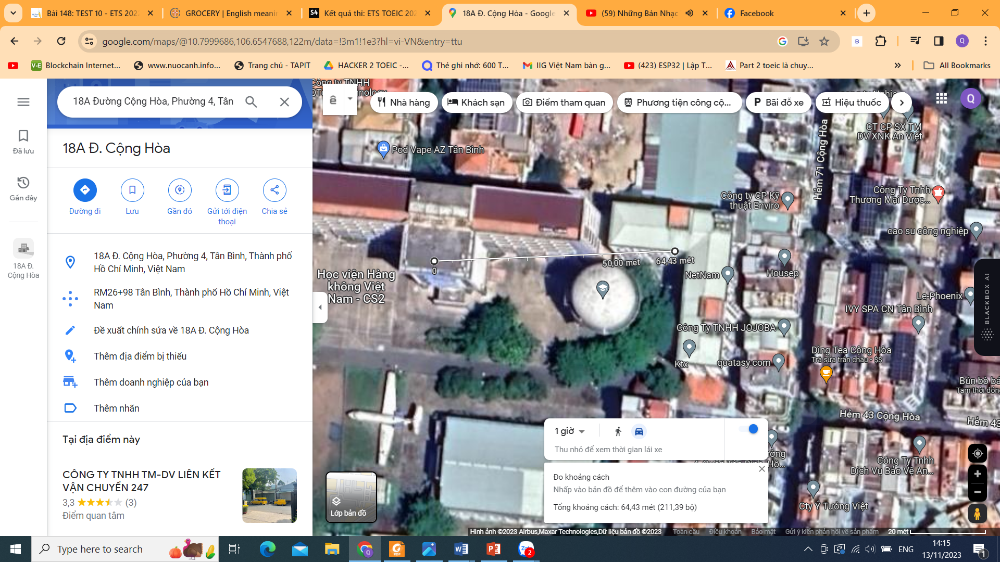 Bài 148: TEST 10 - ETS 202
GROCERY | English meanin
Kết quả thi: ETS TOEIC 202
18A Đ. Cộng Hòa - Google
(59) Những Bản Nhạc
Facebook
google.com/maps/@10.7999686,106.6547688,122m/data=!3m1!1e3?hl=vi-VN&entry=ttu
Blockchain Internet...
www.nuocanh.info...
Trang chủ - TAPIT
HACKER 2 TOEIC -...
Thẻ ghi nhớ: 600 T...
IIG Việt Nam bàn g...
(423) ESP32 | Lập T...
Part 2 toeic là chuy...
All Bookmarks
18A Đường Cộng Hòa, Phường 4, Tân
Đã lưu
Gần đây
18A Đ.
Cộng Hòa
18A Đ. Cộng Hòa
Đường đi
Lưu
Gần đó
Gửi tới điện
thoại
Chia sẻ
18A Đ. Cộng Hòa, Phường 4, Tân Bình, Thành phố
Hồ Chí Minh, Việt Nam
RM26+98 Tân Bình, Thành phố Hồ Chí Minh, Việt
Nam
Đề xuất chỉnh sửa về 18A Đ. Cộng Hòa
Thêm địa điểm bị thiếu
Thêm doanh nghiệp của bạn
Thêm nhãn
Tại địa điểm này
CÔNG TY TNHH TM-DV LIÊN KẾT
VẬN CHUYỂN 247
3,3 (3)
Điểm quan tâm
Công ty TNHH
ê
Nhà hàng
Khách sạn
Điểm tham quan
Phương tiện công cộ...
Bãi đỗ xe
Hiệu thuốc
Q
CT CP SX TM
DV XNK An Việt
Pod Vape AZ Tân Bình
Hẻm 71 Cộng Hòa
Công ty CP Kỹ
thuật Enviro
Công Ty Tnhh
Thương Mại Dược...
cao su công nghiệp
0
50,00 mét
64,43 mét
Học viện Hàng
không Việt
Nam - CS2
NetNam
Housep
Le-Phoenix
IVY SPA CN Tân Bình
Công Ty TNHH JOJOBA
Ktx
quatasy.com
Ding Tea Cộng Hòa
Trà sữa trân châu • $$
Bún bò bá
Tạm thời đóng
Hẻm 43 Cộng Hòa
Hẻm 43
Công Ty Tnhh
Dịch Vụ Bảo Vệ An...
Cty Ý Tưởng Việt
BLACKBOX AI
1 giờ
Thu nhỏ để xem thời gian lái xe
Đo khoảng cách
Nhấp vào bản đồ để thêm vào con đường của bạn
Tổng khoảng cách: 64,43 mét (211,39 bộ)
Lớp bản đồ
Hình ảnh ©2023 Airbus,Maxar Technologies,Dữ liệu bản đồ ©2023
Toàn cầu
Điều khoản
Bảo mật
Gửi ý kiến phản hồi về sản phẩm
20 mét
Type here to search
ENG
14:15
13/11/2023